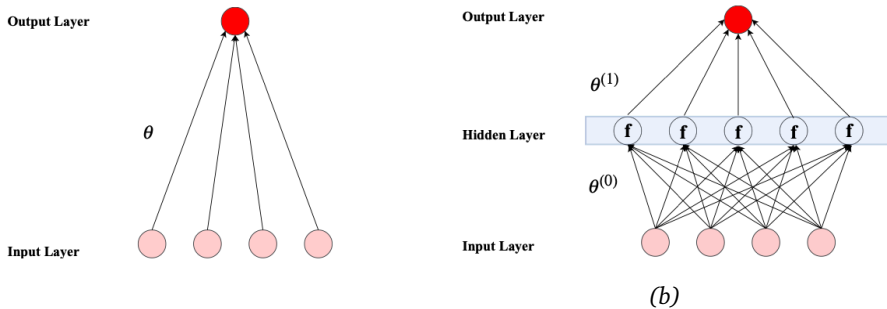 Output Layer
θ
Input Layer
Output Layer
θ(1)
Hidden Layer
f f f f f
θ(0)
Input Layer
(b)